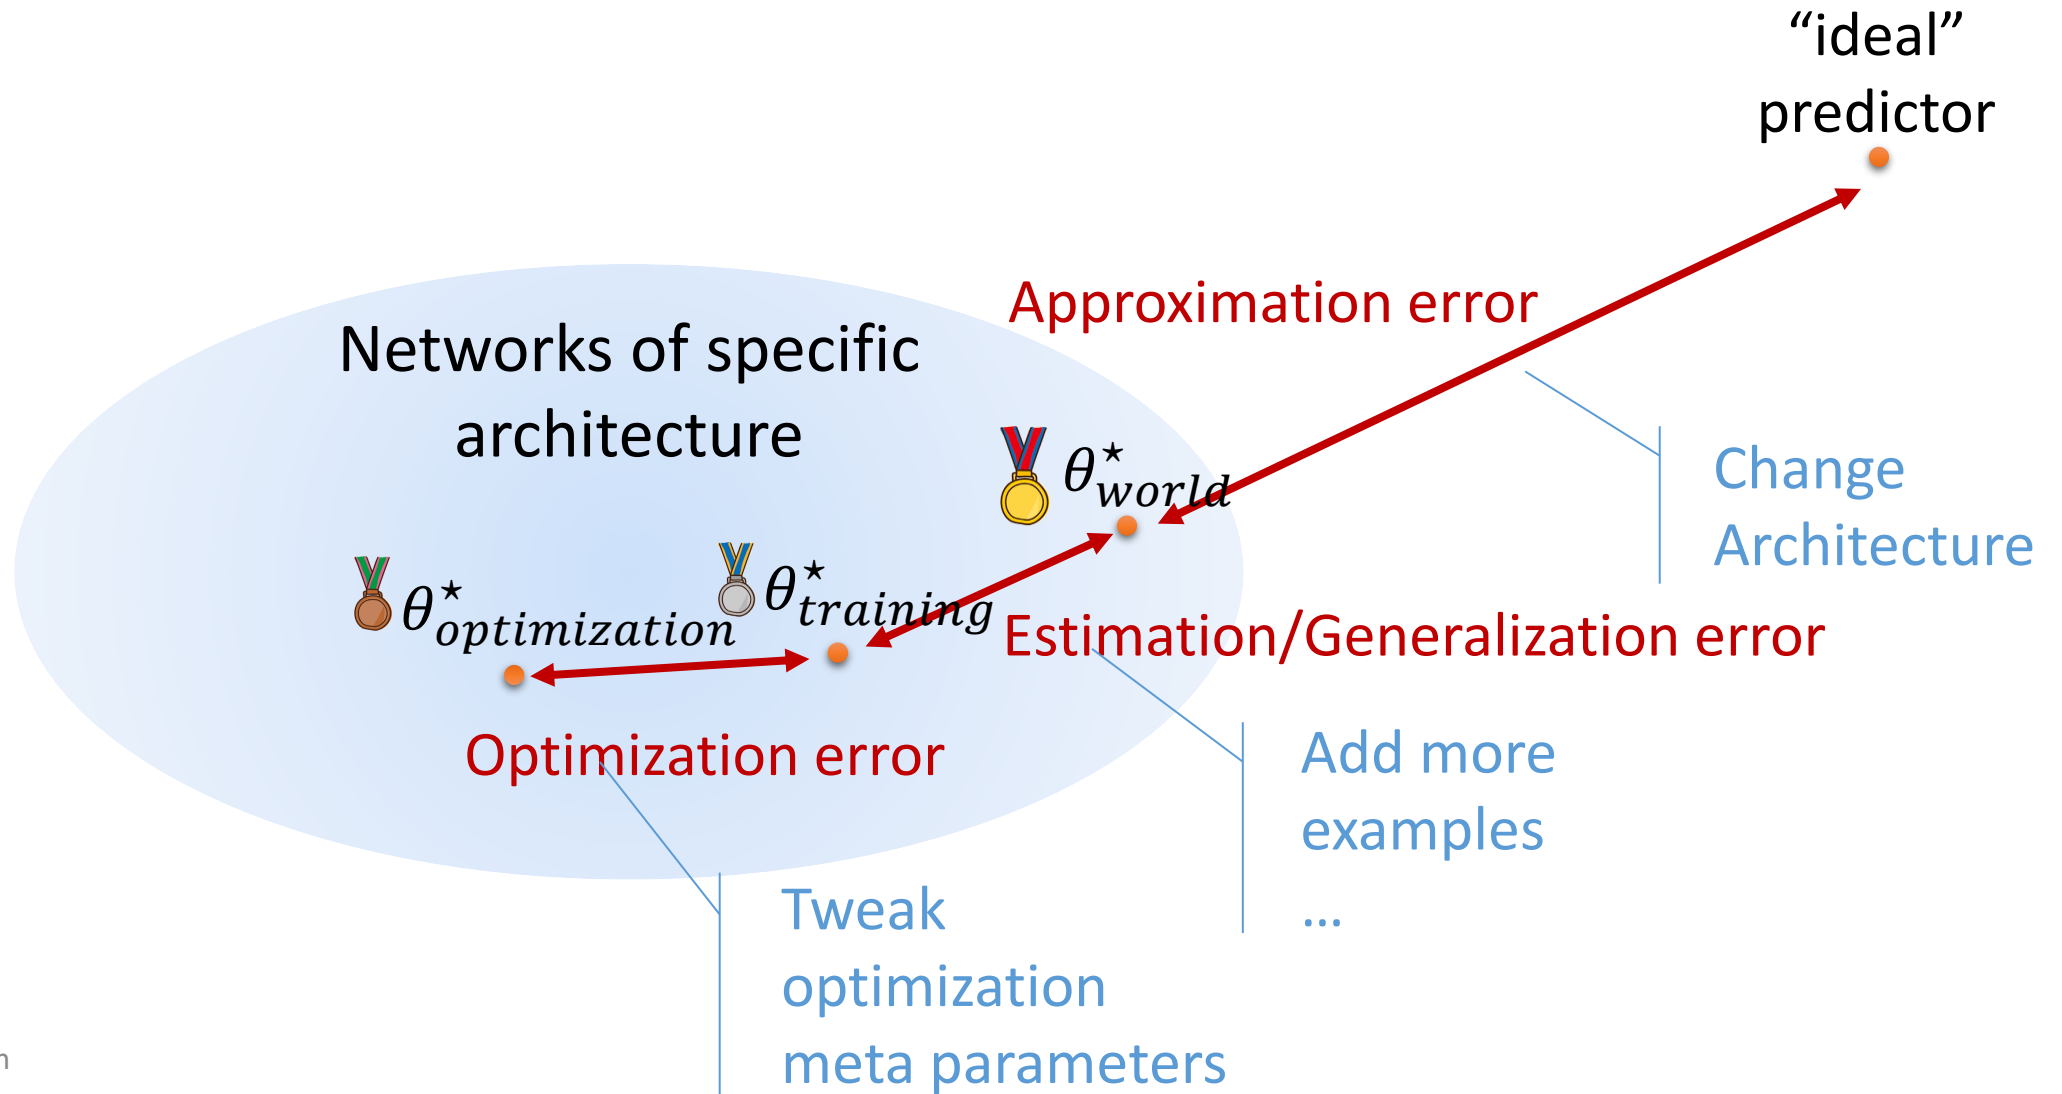 “ideal”
predictor
Approximation error
Networks of specific
architecture
θ⋆world
Change
Architecture
θ⋆optimization
θ⋆training
Estimation/Generalization error
Optimization error
Add more
examples
...
Tweak
optimization
meta parameters